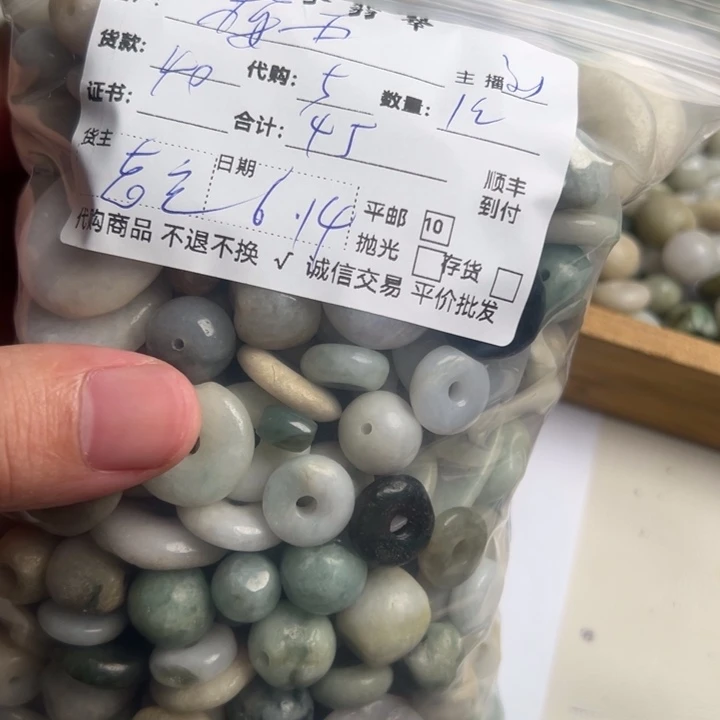 货款: 40 代购: 5 主播
证书: 合计: 45 数量: 1
货主 日期 6.14 顺丰到付
平邮 10
抛光 存货
代购商品 不退不换 √ 诚信交易 平价批发